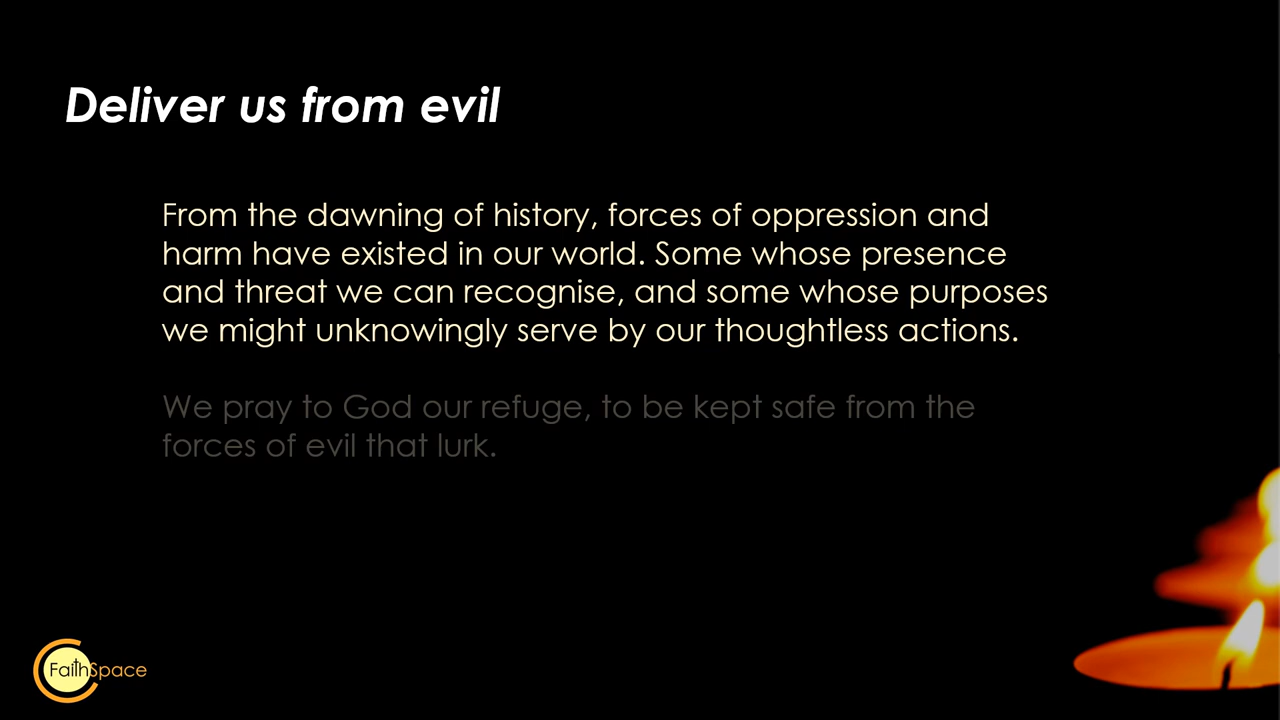 Deliver us from evil
From the dawning of history, forces of oppression and
harm have existed in our world. Some whose presence
and threat we can recognise, and some whose purposes
we might unknowingly serve by our thoughtless actions.
We pray to God our refuge, to be kept safe from the
forces of evil that lurk.
FaithSpace